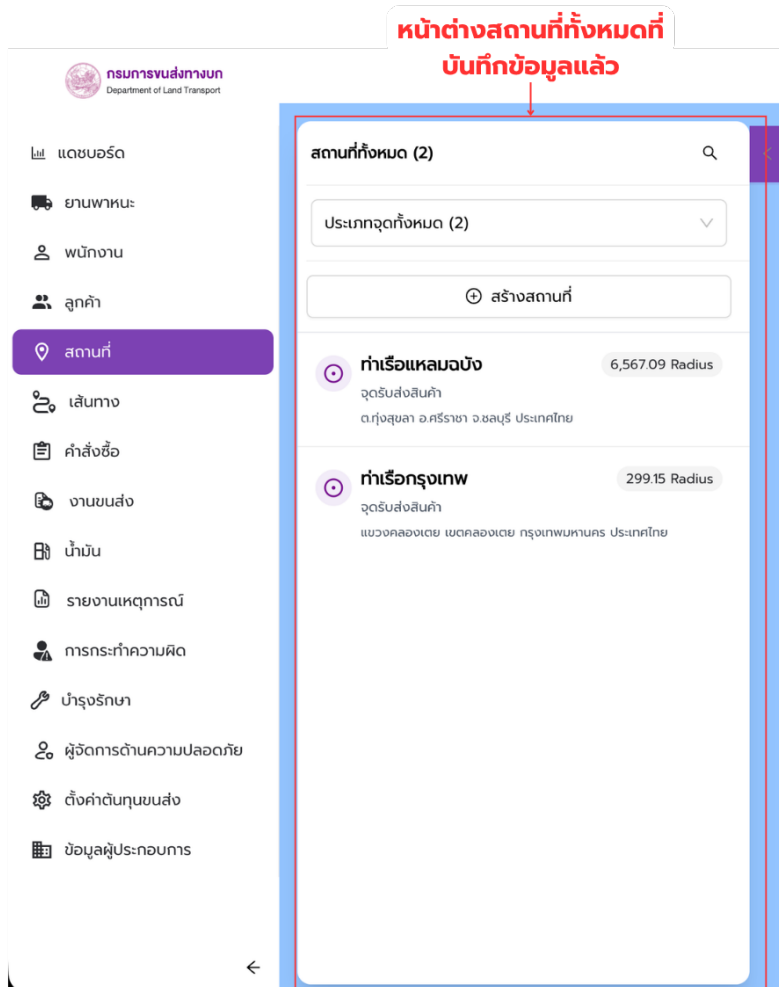 หน้าต่างสถานที่ทั้งหมดที่
บันทึกข้อมูลแล้ว
กรมการขนส่งทางบก
Department of Land Transport
แดชบอร์ด
ยานพาหนะ
พนักงาน
ลูกค้า
สถานที่
เส้นทาง
คำสั่งซื้อ
งานขนส่ง
น้ำมัน
รายงานเหตุการณ์
การกระทำความผิด
บำรุงรักษา
ผู้จัดการด้านความปลอดภัย
ตั้งค่าต้นทุนขนส่ง
ข้อมูลผู้ประกอบการ
สถานที่ทั้งหมด (2)
ประเภทจุดทั้งหมด (2)
สร้างสถานที่
ท่าเรือแหลมฉบัง 6,567.09 Radius
จุดรับส่งสินค้า
ต.ทุ่งสุขลา อ.ศรีราชา จ.ชลบุรี ประเทศไทย
ท่าเรือกรุงเทพ 299.15 Radius
จุดรับส่งสินค้า
แขวงคลองเตย เขตคลองเตย กรุงเทพมหานคร ประเทศไทย